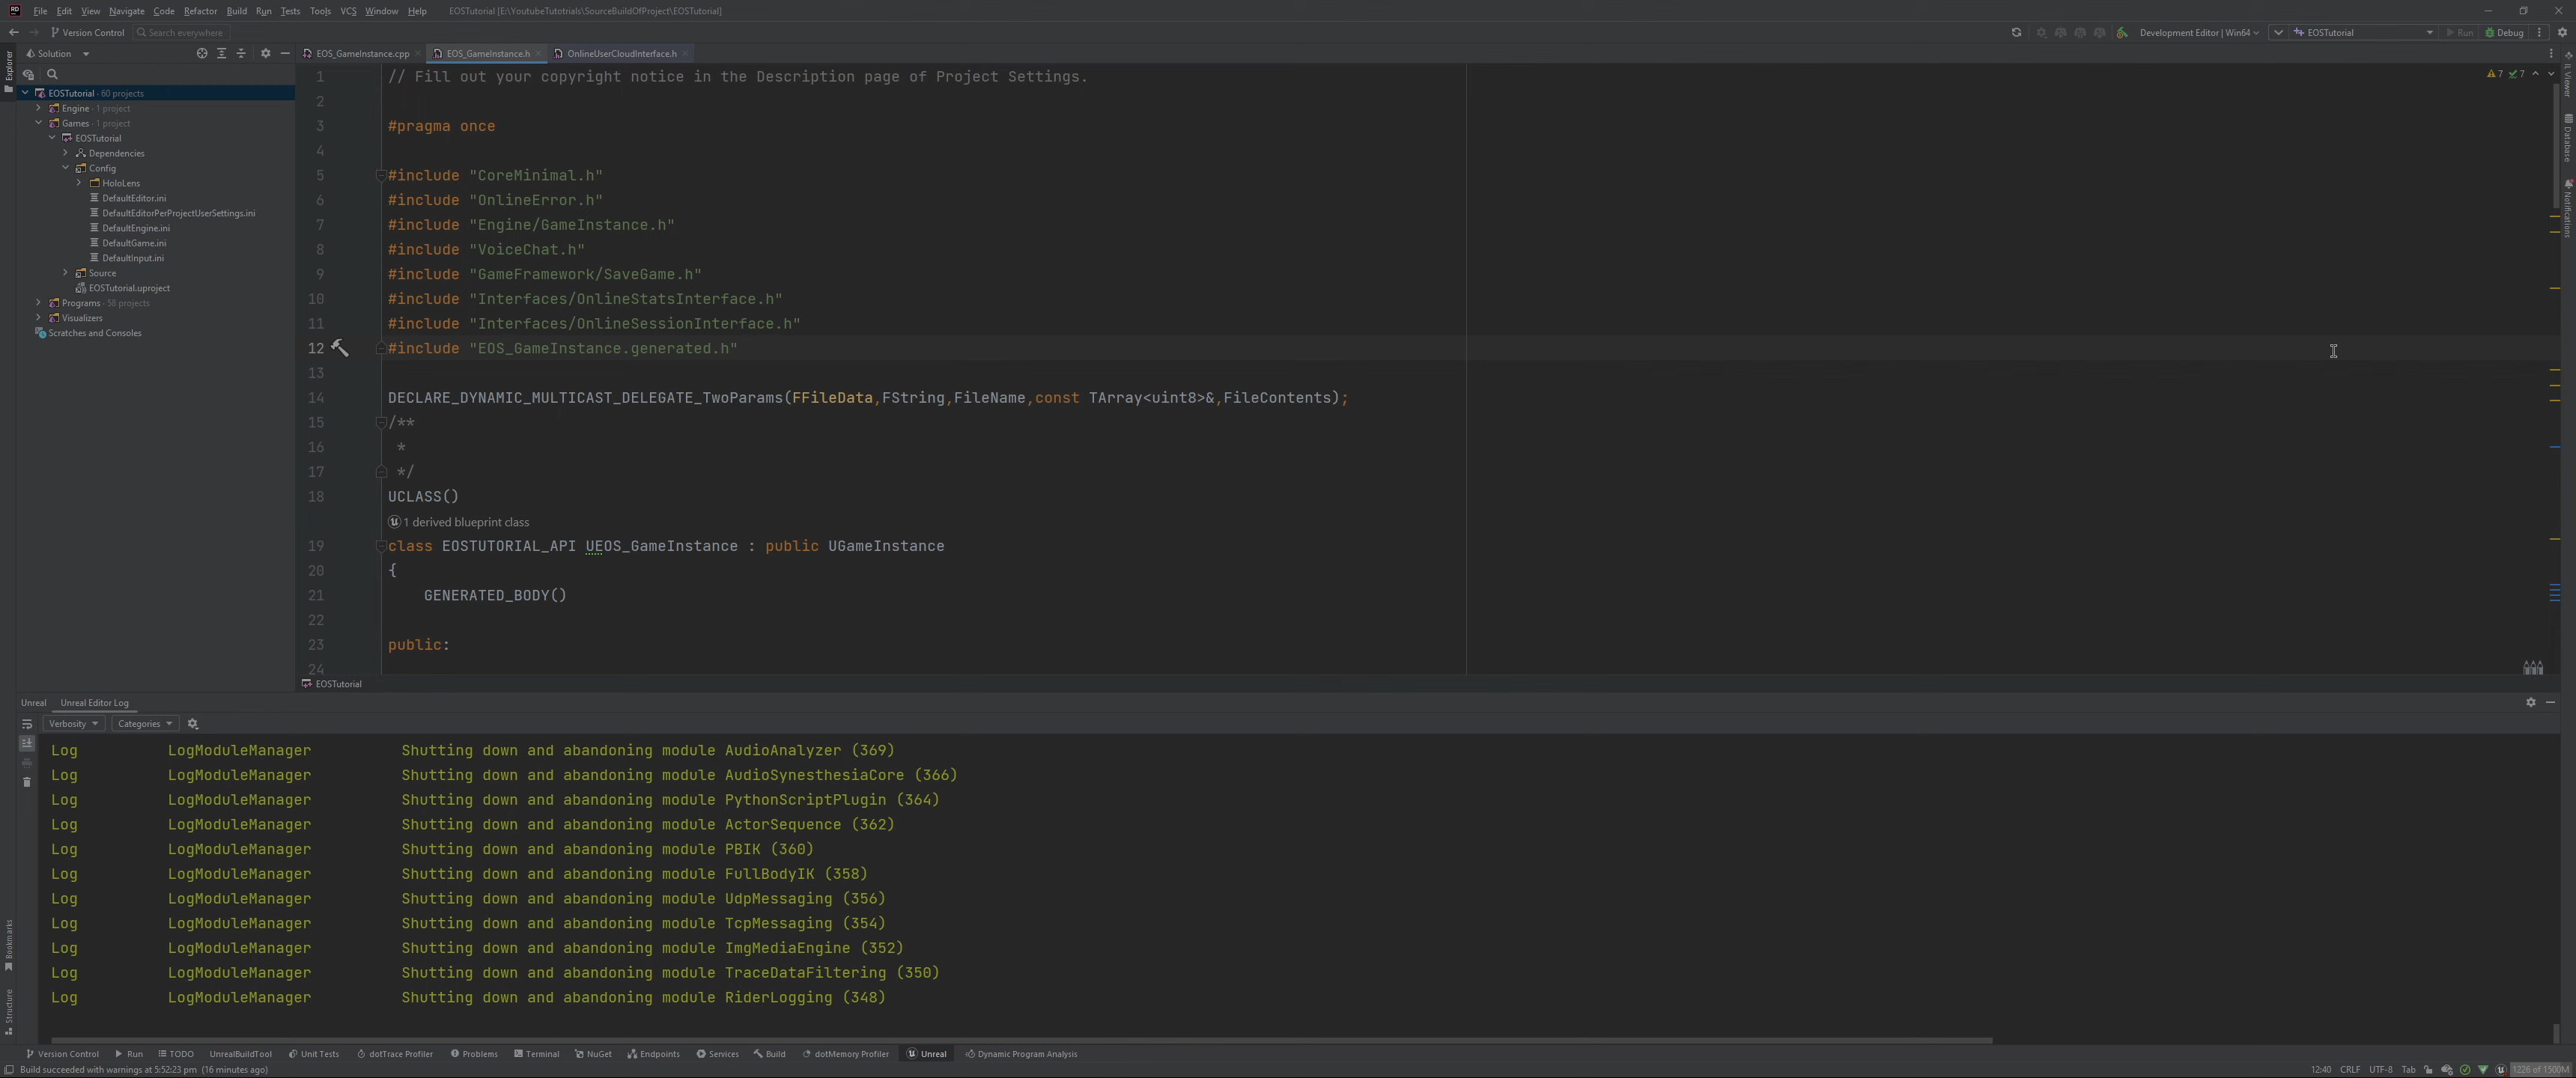 File Edit View Navigate Code Refactor Build Run Tests Tools VCS Window Help EOSTutorial [E:\YoutubeTutotrials\SourceBuildOfProject\EOSTutorial]
Version Control Search everywhere Development Editor | Win64 EOSTutorial Run Debug
Solution EOS_GameInstance.cpp EOS_GameInstance.h OnlineUserCloudInterface.h
Explorer
EOSTutorial · 60 projects
Engine · 1 project
Games · 1 project
EOSTutorial
Dependencies
Config
HoloLens
DefaultEditor.ini
DefaultEditorPerProjectUserSettings.ini
DefaultEngine.ini
DefaultGame.ini
DefaultInput.ini
Source
EOSTutorial.uproject
Programs · 58 projects
Visualizers
Scratches and Consoles
1 // Fill out your copyright notice in the Description page of Project Settings.
2
3 #pragma once
4
5 #include "CoreMinimal.h"
6 #include "OnlineError.h"
7 #include "Engine/GameInstance.h"
8 #include "VoiceChat.h"
9 #include "GameFramework/SaveGame.h"
10 #include "Interfaces/OnlineStatsInterface.h"
11 #include "Interfaces/OnlineSessionInterface.h"
12 #include "EOS_GameInstance.generated.h"
13
14 DECLARE_DYNAMIC_MULTICAST_DELEGATE_TwoParams(FFileData,FString,FileName,const TArray<uint8>&,FileContents);
15 /**
16 *
17 */
18 UCLASS()
1 derived blueprint class
19 class EOSTUTORIAL_API UEOS_GameInstance : public UGameInstance
20 {
21 GENERATED_BODY()
22
23 public:
24
7 7
IL Viewer
Database
Notifications
EOSTutorial
Unreal Unreal Editor Log
Verbosity Categories
Log LogModuleManager Shutting down and abandoning module AudioAnalyzer (369)
Log LogModuleManager Shutting down and abandoning module AudioSynesthesiaCore (366)
Log LogModuleManager Shutting down and abandoning module PythonScriptPlugin (364)
Log LogModuleManager Shutting down and abandoning module ActorSequence (362)
Log LogModuleManager Shutting down and abandoning module PBIK (360)
Log LogModuleManager Shutting down and abandoning module FullBodyIK (358)
Log LogModuleManager Shutting down and abandoning module UdpMessaging (356)
Log LogModuleManager Shutting down and abandoning module TcpMessaging (354)
Log LogModuleManager Shutting down and abandoning module ImgMediaEngine (352)
Log LogModuleManager Shutting down and abandoning module TraceDataFiltering (350)
Log LogModuleManager Shutting down and abandoning module RiderLogging (348)
Bookmarks
Structure
Version Control Run TODO UnrealBuildTool Unit Tests dotTrace Profiler Problems Terminal NuGet Endpoints Services Build dotMemory Profiler Unreal Dynamic Program Analysis
Build succeeded with warnings at 5:52:23 pm (16 minutes ago) 12:40 CRLF UTF-8 Tab 1226 of 1500M